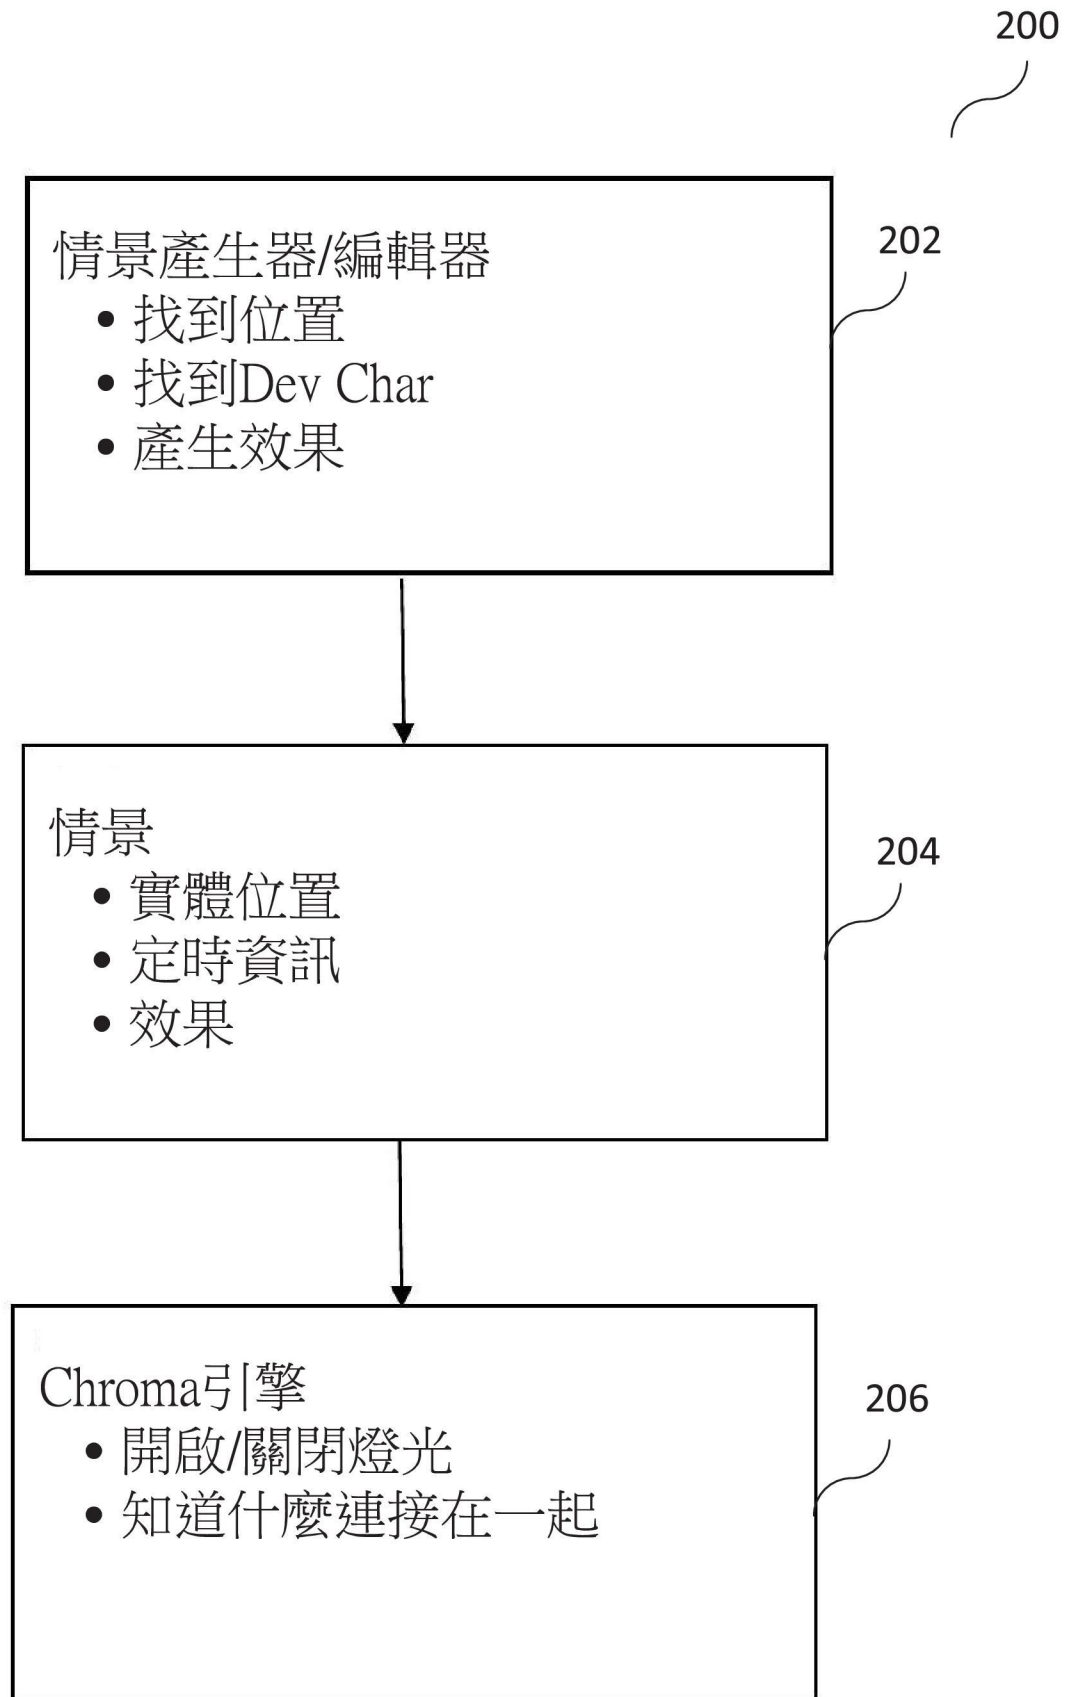 200
202
情景產生器/編輯器
• 找到位置
• 找到Dev Char
• 產生效果
204
情景
• 實體位置
• 定時資訊
• 效果
206
Chroma引擎
• 開啟/關閉燈光
• 知道什麼連接在一起